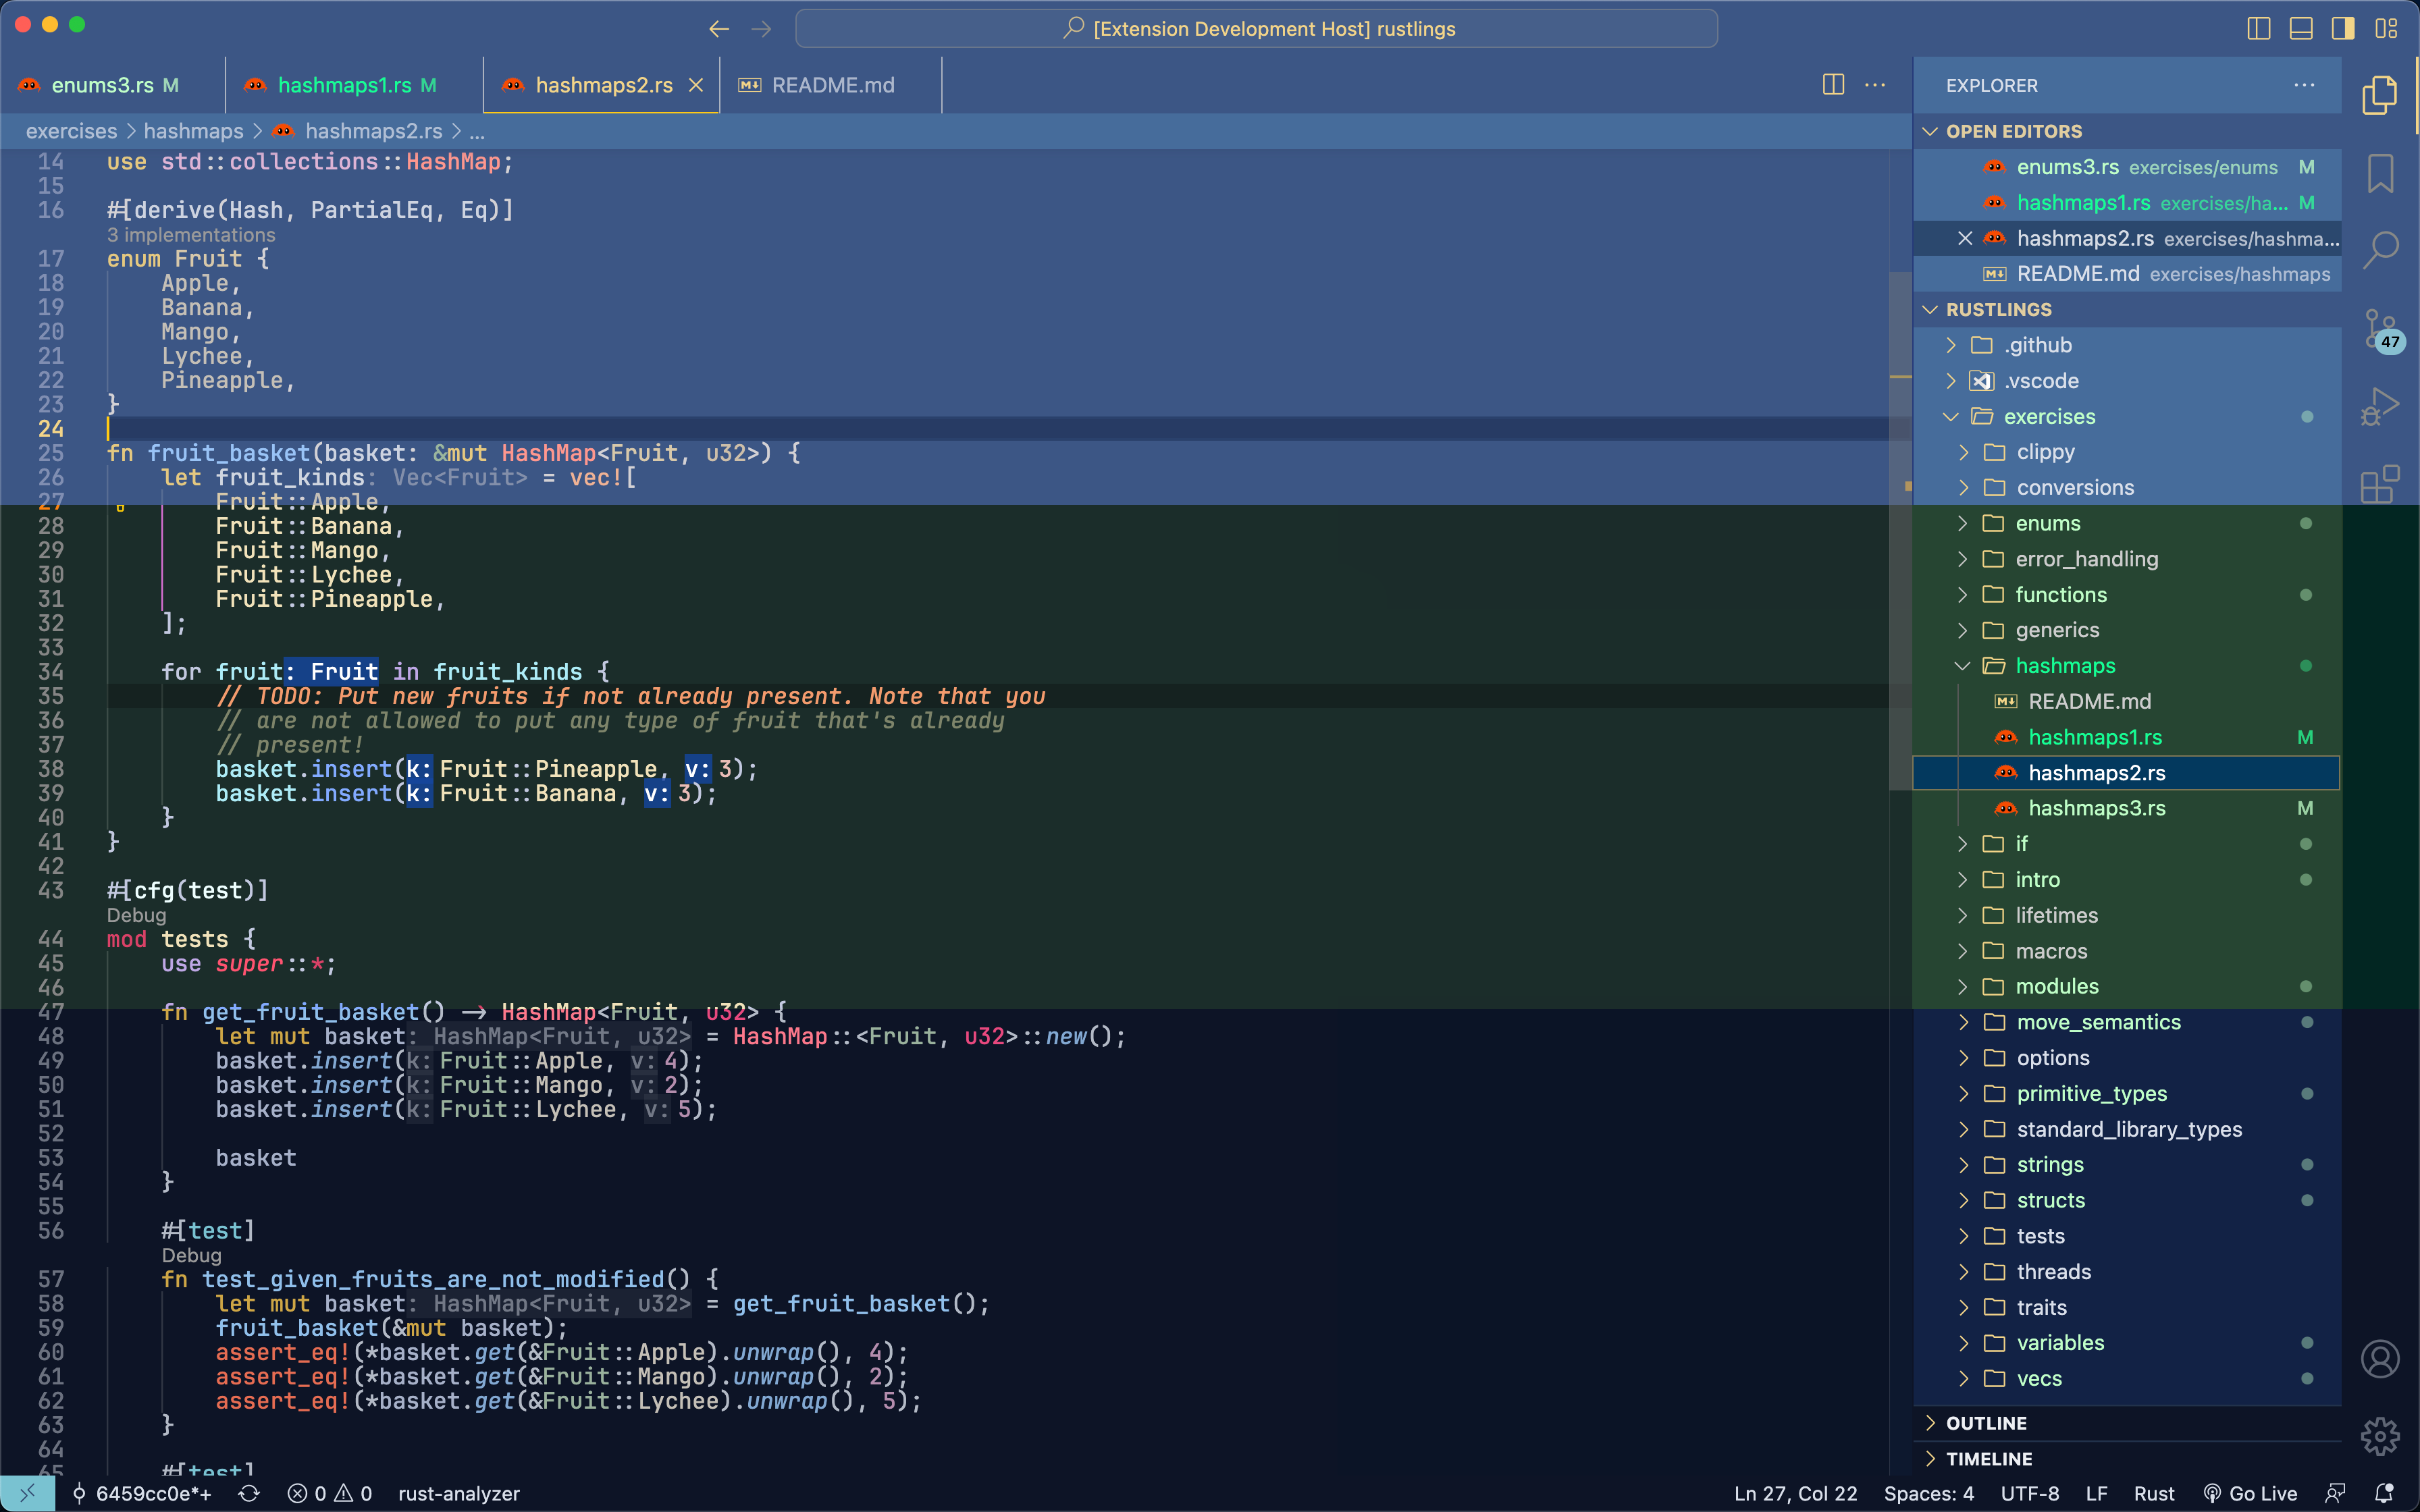 [Extension Development Host] rustlings
enums3.rs M
hashmaps1.rs M
hashmaps2.rs
README.md
exercises > hashmaps > hashmaps2.rs > ...
14 use std::collections::HashMap;
15
16 #[derive(Hash, PartialEq, Eq)]
3 implementations
17 enum Fruit {
18 Apple,
19 Banana,
20 Mango,
21 Lychee,
22 Pineapple,
23 }
24
25 fn fruit_basket(basket: &mut HashMap<Fruit, u32>) {
26 let fruit_kinds: Vec<Fruit> = vec![
27 Fruit::Apple,
28 Fruit::Banana,
29 Fruit::Mango,
30 Fruit::Lychee,
31 Fruit::Pineapple,
32 ];
33
34 for fruit: Fruit in fruit_kinds {
35 // TODO: Put new fruits if not already present. Note that you
36 // are not allowed to put any type of fruit that's already
37 // present!
38 basket.insert(k: Fruit::Pineapple, v: 3);
39 basket.insert(k: Fruit::Banana, v: 3);
40 }
41 }
42
43 #[cfg(test)]
Debug
44 mod tests {
45 use super::*;
46
47 fn get_fruit_basket() -> HashMap<Fruit, u32> {
48 let mut basket: HashMap<Fruit, u32> = HashMap::<Fruit, u32>::new();
49 basket.insert(k: Fruit::Apple, v: 4);
50 basket.insert(k: Fruit::Mango, v: 2);
51 basket.insert(k: Fruit::Lychee, v: 5);
52
53 basket
54 }
55
56 #[test]
Debug
57 fn test_given_fruits_are_not_modified() {
58 let mut basket: HashMap<Fruit, u32> = get_fruit_basket();
59 fruit_basket(&mut basket);
60 assert_eq!(*basket.get(&Fruit::Apple).unwrap(), 4);
61 assert_eq!(*basket.get(&Fruit::Mango).unwrap(), 2);
62 assert_eq!(*basket.get(&Fruit::Lychee).unwrap(), 5);
63 }
64
65 #[test]
EXPLORER
OPEN EDITORS
enums3.rs exercises/enums M
hashmaps1.rs exercises/ha... M
hashmaps2.rs exercises/hashma...
README.md exercises/hashmaps
RUSTLINGS
.github
.vscode
exercises
clippy
conversions
enums
error_handling
functions
generics
hashmaps
README.md
hashmaps1.rs M
hashmaps2.rs
hashmaps3.rs M
if
intro
lifetimes
macros
modules
move_semantics
options
primitive_types
standard_library_types
strings
structs
tests
threads
traits
variables
vecs
OUTLINE
TIMELINE
47
6459cc0e*+ 0 0 rust-analyzer
Ln 27, Col 22 Spaces: 4 UTF-8 LF Rust Go Live